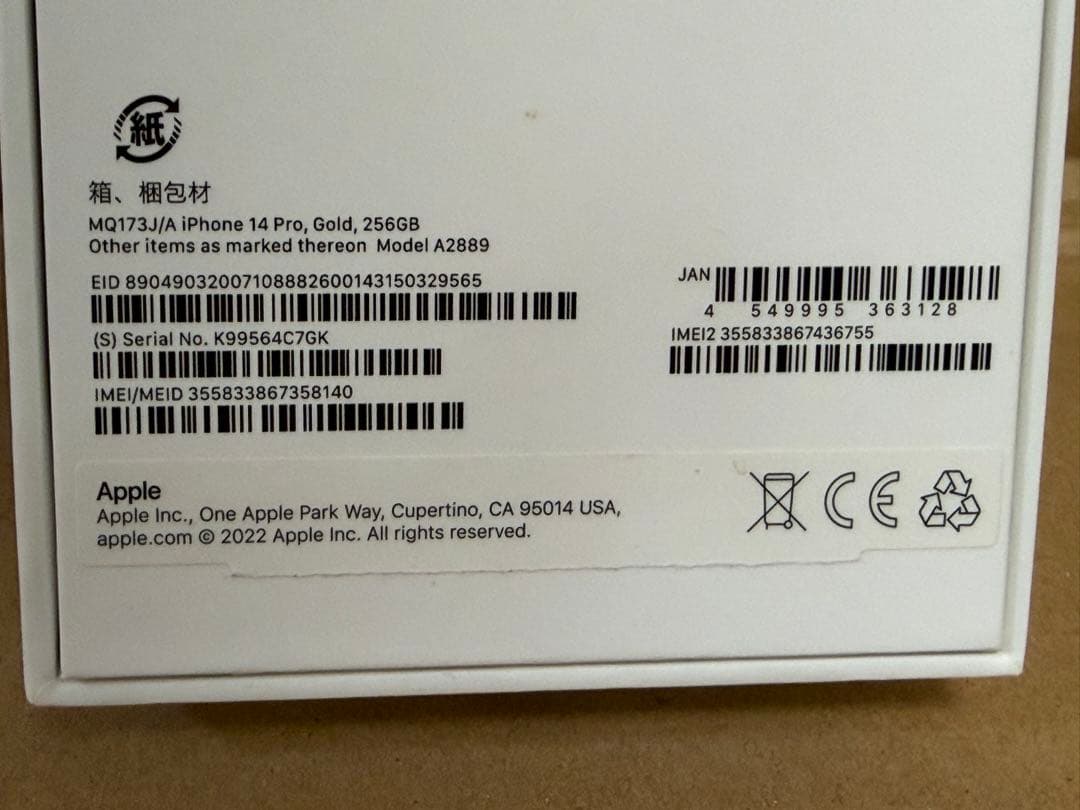 紙
箱、梱包材
MQ173J/A iPhone 14 Pro, Gold, 256GB
Other items as marked thereon Model A2889
EID 89049032007108882600143150329565
(S) Serial No. K99564C7GK
IMEI/MEID 355833867358140
JAN
4 549995 363128
IMEI2 355833867436755
Apple
Apple Inc., One Apple Park Way, Cupertino, CA 95014 USA,
apple.com © 2022 Apple Inc. All rights reserved.
CE